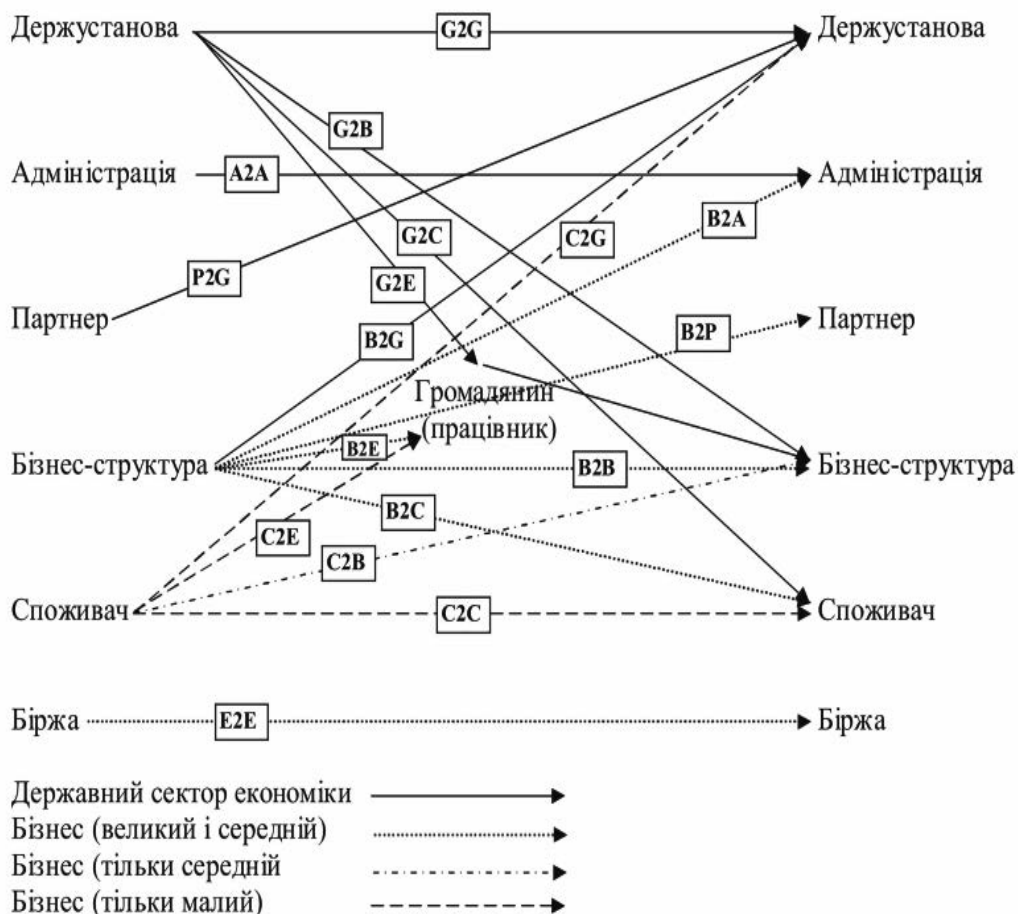 Держустанова G2G Держустанова
G2B
Адміністрація A2A Адміністрація
B2A
G2C C2G
P2G G2E
Партнер B2G B2P Партнер
Громадянин
(працівник)
B2E
Бізнес-структура B2B Бізнес-структура
B2C
C2E
C2B
Споживач C2C Споживач
Біржа E2E Біржа
Державний сектор економіки
Бізнес (великий і середній)
Бізнес (тільки середній
Бізнес (тільки малий)